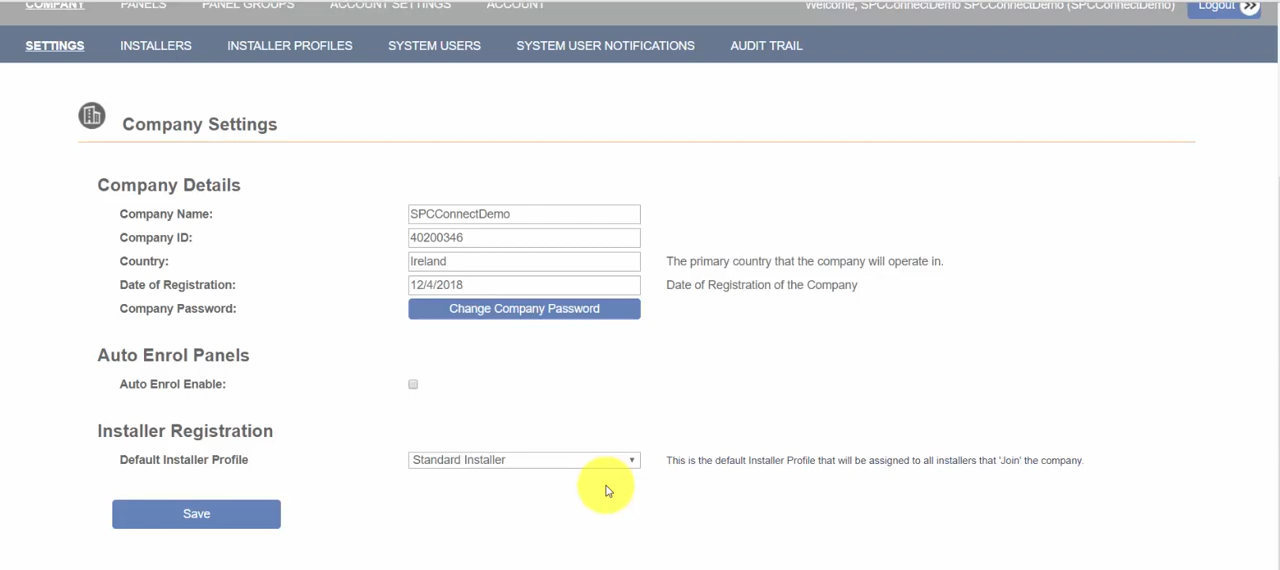 COMPANY PANELS PANEL GROUPS ACCOUNT SETTINGS ACCOUNT Welcome, SPCConnectDemo SPCConnectDemo (SPCConnectDemo) Logout
SETTINGS INSTALLERS INSTALLER PROFILES SYSTEM USERS SYSTEM USER NOTIFICATIONS AUDIT TRAIL
Company Settings
Company Details
Company Name: SPCConnectDemo
Company ID: 40200346
Country: Ireland The primary country that the company will operate in.
Date of Registration: 12/4/2018 Date of Registration of the Company
Company Password: Change Company Password
Auto Enrol Panels
Auto Enrol Enable:
Installer Registration
Default Installer Profile Standard Installer This is the default Installer Profile that will be assigned to all installers that 'Join' the company.
Save